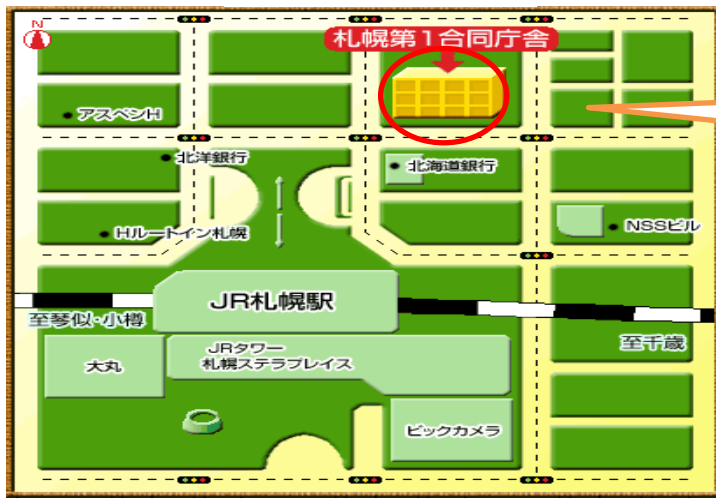 N
札幌第1合同庁舎
アスペンH
北洋銀行
北海道銀行
Hルートイン札幌
NSSビル
JR札幌駅
至琴似・小樽
至千歳
大丸
JRタワー
札幌ステラプレイス
ビックカメラ